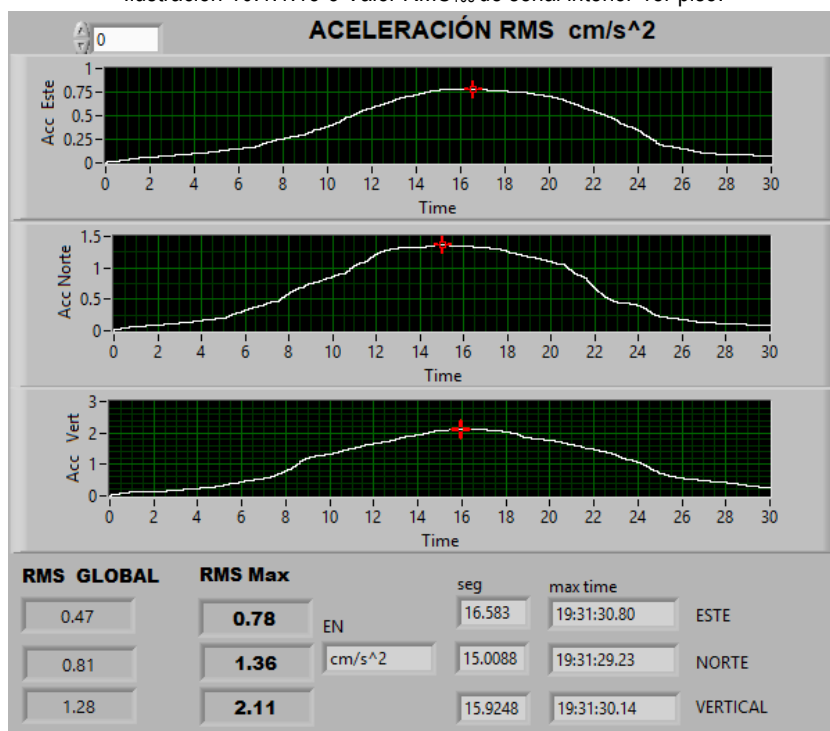 0
ACELERACIÓN RMS cm/s^2
Acc Este
1
0.75
0.5
0.25
0
0 2 4 6 8 10 12 14 16 18 20 22 24 26 28 30
Time
Acc Norte
1.5
1
0.5
0
0 2 4 6 8 10 12 14 16 18 20 22 24 26 28 30
Time
Acc Vert
3
2
1
0
0 2 4 6 8 10 12 14 16 18 20 22 24 26 28 30
Time
RMS GLOBAL RMS Max seg max time
0.47 0.78 EN 16.583 19:31:30.80 ESTE
0.81 1.36 cm/s^2 15.0088 19:31:29.23 NORTE
1.28 2.11 15.9248 19:31:30.14 VERTICAL